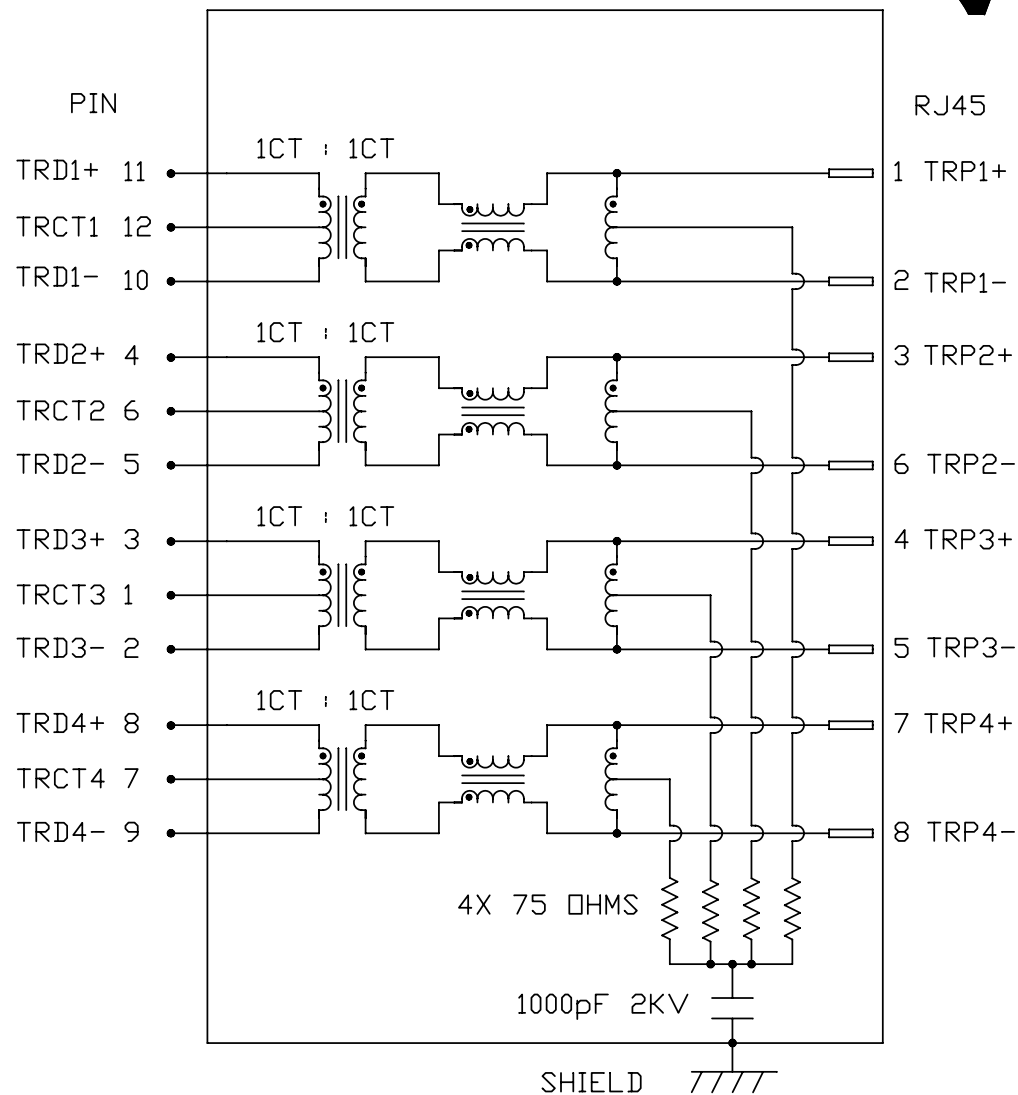 PIN RJ45
1CT : 1CT
TRD1+ 11 1 TRP1+
TRCT1 12
TRD1- 10 2 TRP1-
1CT : 1CT
TRD2+ 4 3 TRP2+
TRCT2 6
TRD2- 5 6 TRP2-
1CT : 1CT
TRD3+ 3 4 TRP3+
TRCT3 1
TRD3- 2 5 TRP3-
1CT : 1CT
TRD4+ 8 7 TRP4+
TRCT4 7
TRD4- 9 8 TRP4-
4X 75 OHMS
1000pF 2KV
SHIELD